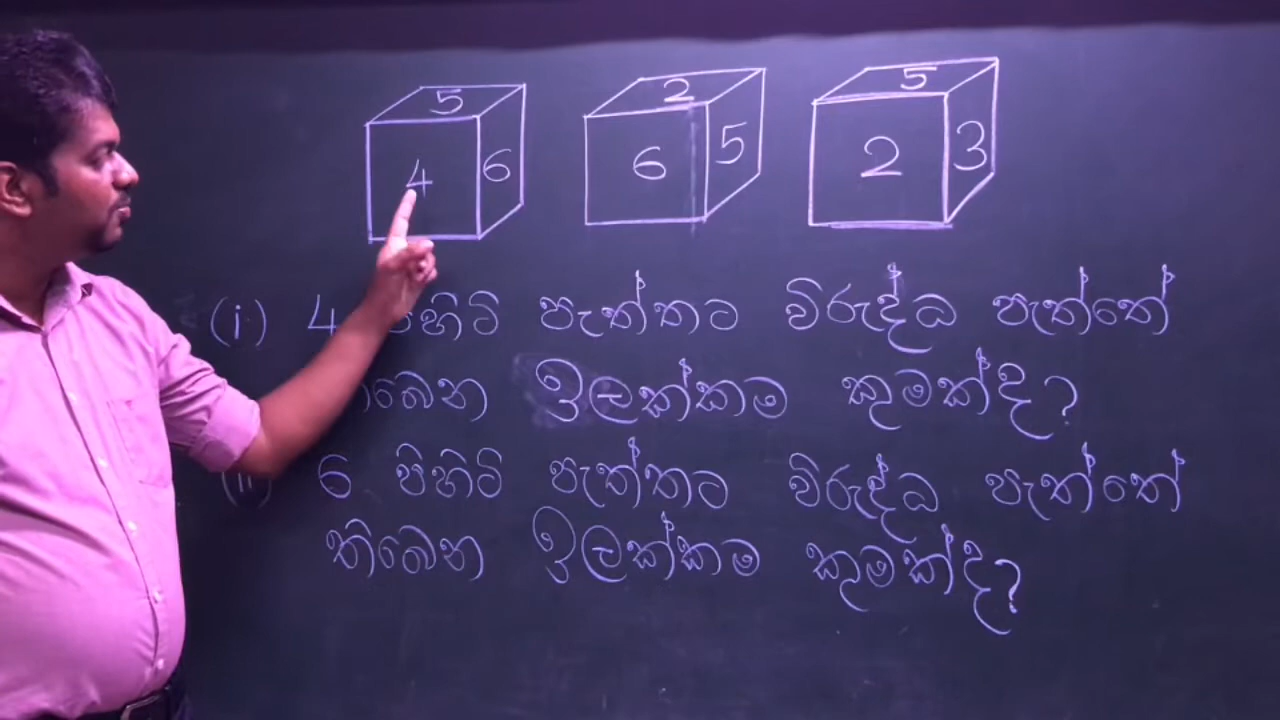 5 2 5
4 6 6 5 2 3
(i) 4 පැත්තට විරුද්ධ පැත්තේ
ඉලක්කම කුමක්ද?
6 පිහිටි පැත්තට විරුද්ධ පැත්තේ
තිබෙන ඉලක්කම කුමක්ද?